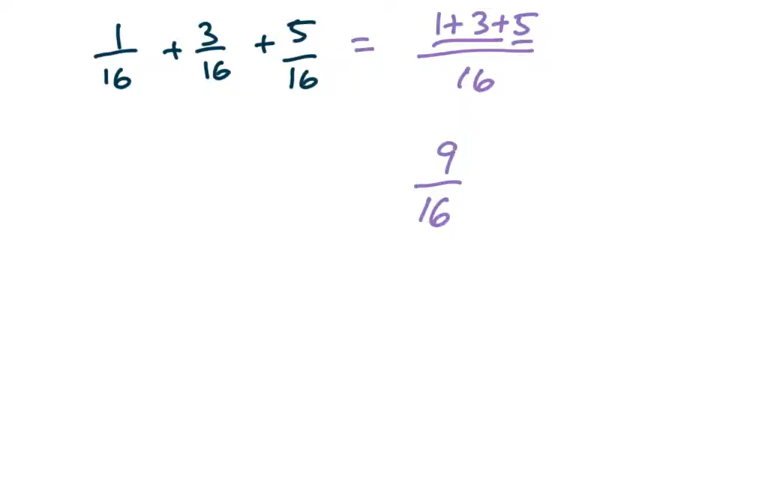 1/16 + 3/16 + 5/16 = 1+3+5/16
9/16